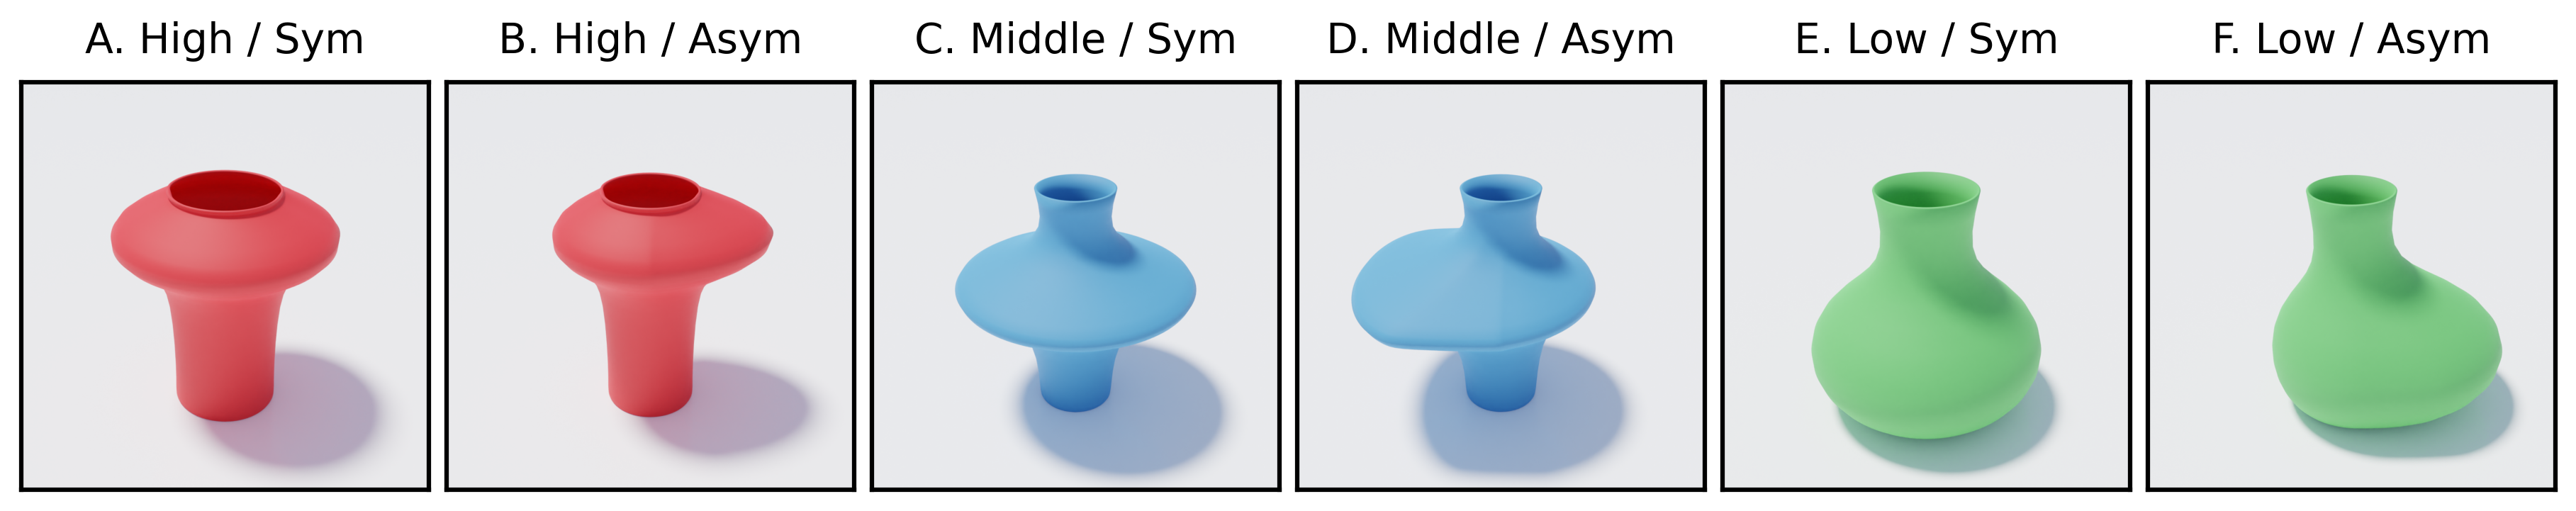 A. High / Sym
B. High / Asym
C. Middle / Sym
D. Middle / Asym
E. Low / Sym
F. Low / Asym